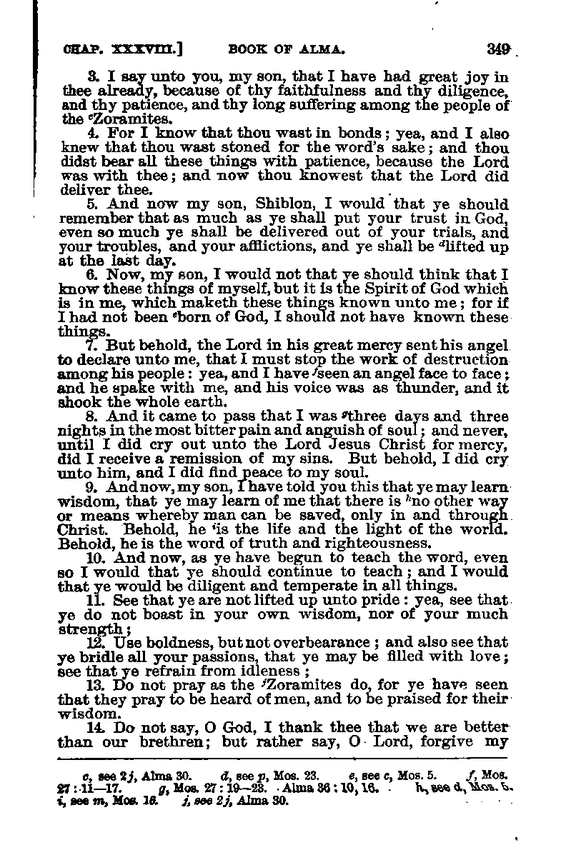 CHAP. XXXVIII.] BOOK OF ALMA. 349
3. I say unto you, my son, that I have had great joy in
thee already, because of thy faithfulness and thy diligence,
and thy patience, and thy long suffering among the people of
the cZoramites.
4. For I know that thou wast in bonds; yea, and I also
knew that thou wast stoned for the word's sake; and thou
didst bear all these things with patience, because the Lord
was with thee; and now thou knowest that the Lord did
deliver thee.
5. And now my son, Shiblon, I would that ye should
remember that as much as ye shall put your trust in God,
even so much ye shall be delivered out of your trials, and
your troubles, and your afflictions, and ye shall be dlifted up
at the last day.
6. Now, my son, I would not that ye should think that I
know these things of myself, but it is the Spirit of God which
is in me, which maketh these things known unto me; for if
I had not been eborn of God, I should not have known these
things.
7. But behold, the Lord in his great mercy sent his angel
to declare unto me, that I must stop the work of destruction
among his people: yea, and I have fseen an angel face to face;
and he spake with me, and his voice was as thunder, and it
shook the whole earth.
8. And it came to pass that I was gthree days and three
nights in the most bitter pain and anguish of soul; and never,
until I did cry out unto the Lord Jesus Christ for mercy,
did I receive a remission of my sins. But behold, I did cry
unto him, and I did find peace to my soul.
9. And now, my son, I have told you this that ye may learn
wisdom, that ye may learn of me that there is hno other way
or means whereby man can be saved, only in and through
Christ. Behold, he iis the life and the light of the world.
Behold, he is the word of truth and righteousness.
10. And now, as ye have begun to teach the word, even
so I would that ye should continue to teach; and I would
that ye would be diligent and temperate in all things.
11. See that ye are not lifted up unto pride: yea, see that
ye do not boast in your own wisdom, nor of your much
strength;
12. Use boldness, but not overbearance; and also see that
ye bridle all your passions, that ye may be filled with love;
see that ye refrain from idleness;
13. Do not pray as the jZoramites do, for ye have seen
that they pray to be heard of men, and to be praised for their
wisdom.
14. Do not say, O God, I thank thee that we are better
than our brethren; but rather say, O Lord, forgive my
c, see 2j, Alma 30. d, see p, Mos. 23. e, see c, Mos. 5. f, Mos.
27:11—17. g, Mos. 27:19—23. Alma 36:10, 16. h, see d, Mos. 5.
i, see m, Mos. 16. j, see 2j, Alma 30.